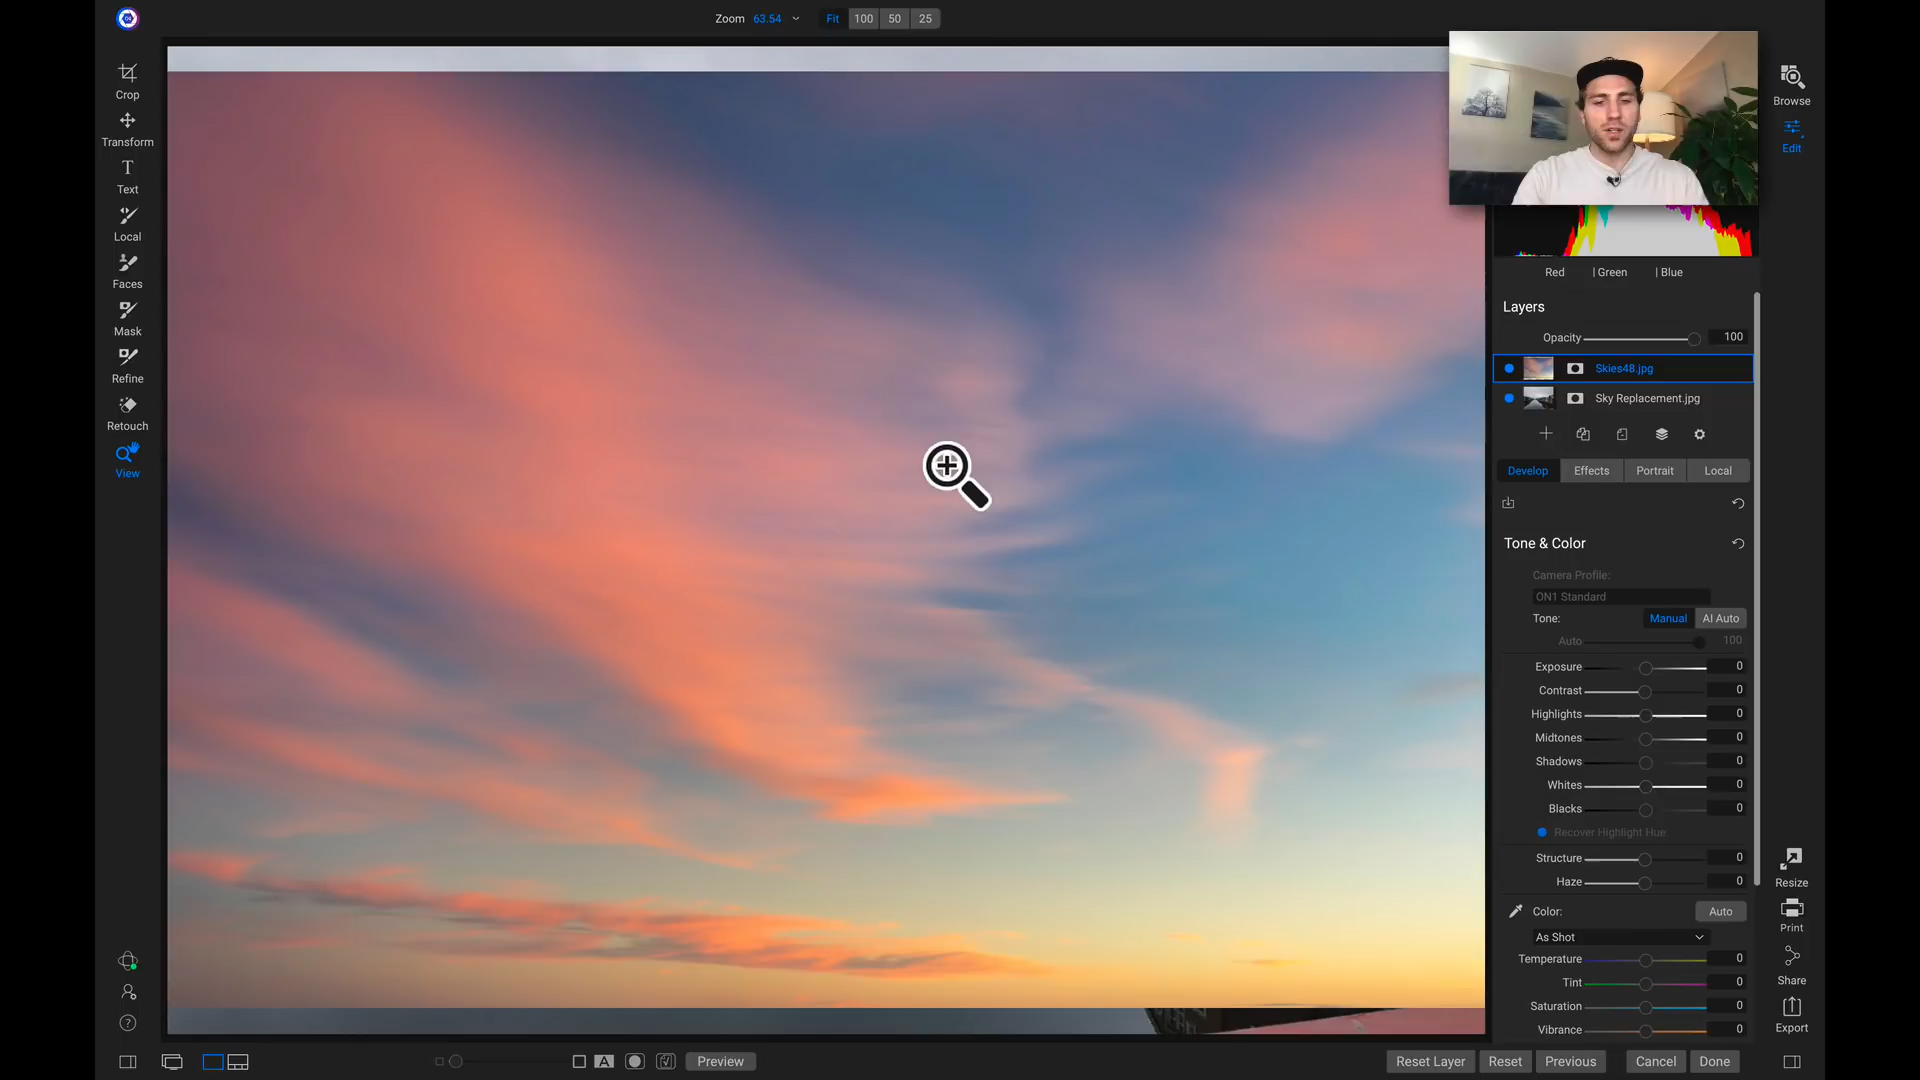 Zoom 63.54 Fit 100 50 25
Crop
Transform
Text
Local
Faces
Mask
Refine
Retouch
View
Browse
Edit
Red | Green | Blue
Layers
Opacity 100
Skies48.jpg
Sky Replacement.jpg
Develop Effects Portrait Local
Tone & Color
Camera Profile:
ON1 Standard
Tone: Manual AI Auto
Auto 100
Exposure 0
Contrast 0
Highlights 0
Midtones 0
Shadows 0
Whites 0
Blacks 0
Recover Highlight Hue
Structure 0
Haze 0
Color: Auto
As Shot
Temperature 0
Tint 0
Saturation 0
Vibrance 0
Resize
Print
Share
Export
A Preview Reset Layer Reset Previous Cancel Done